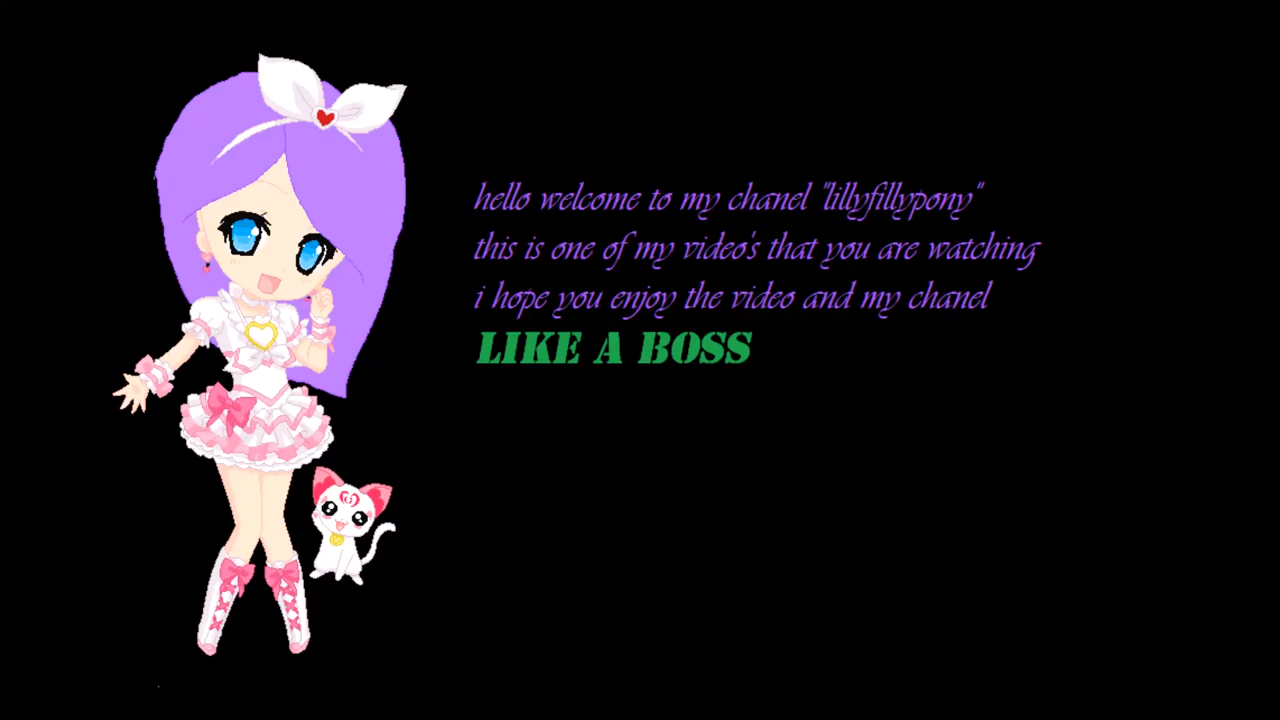 hello welcome to my chanel "lillyfillypony"
this is one of my video's that you are watching
i hope you enjoy the video and my chanel
LIKE A BOSS